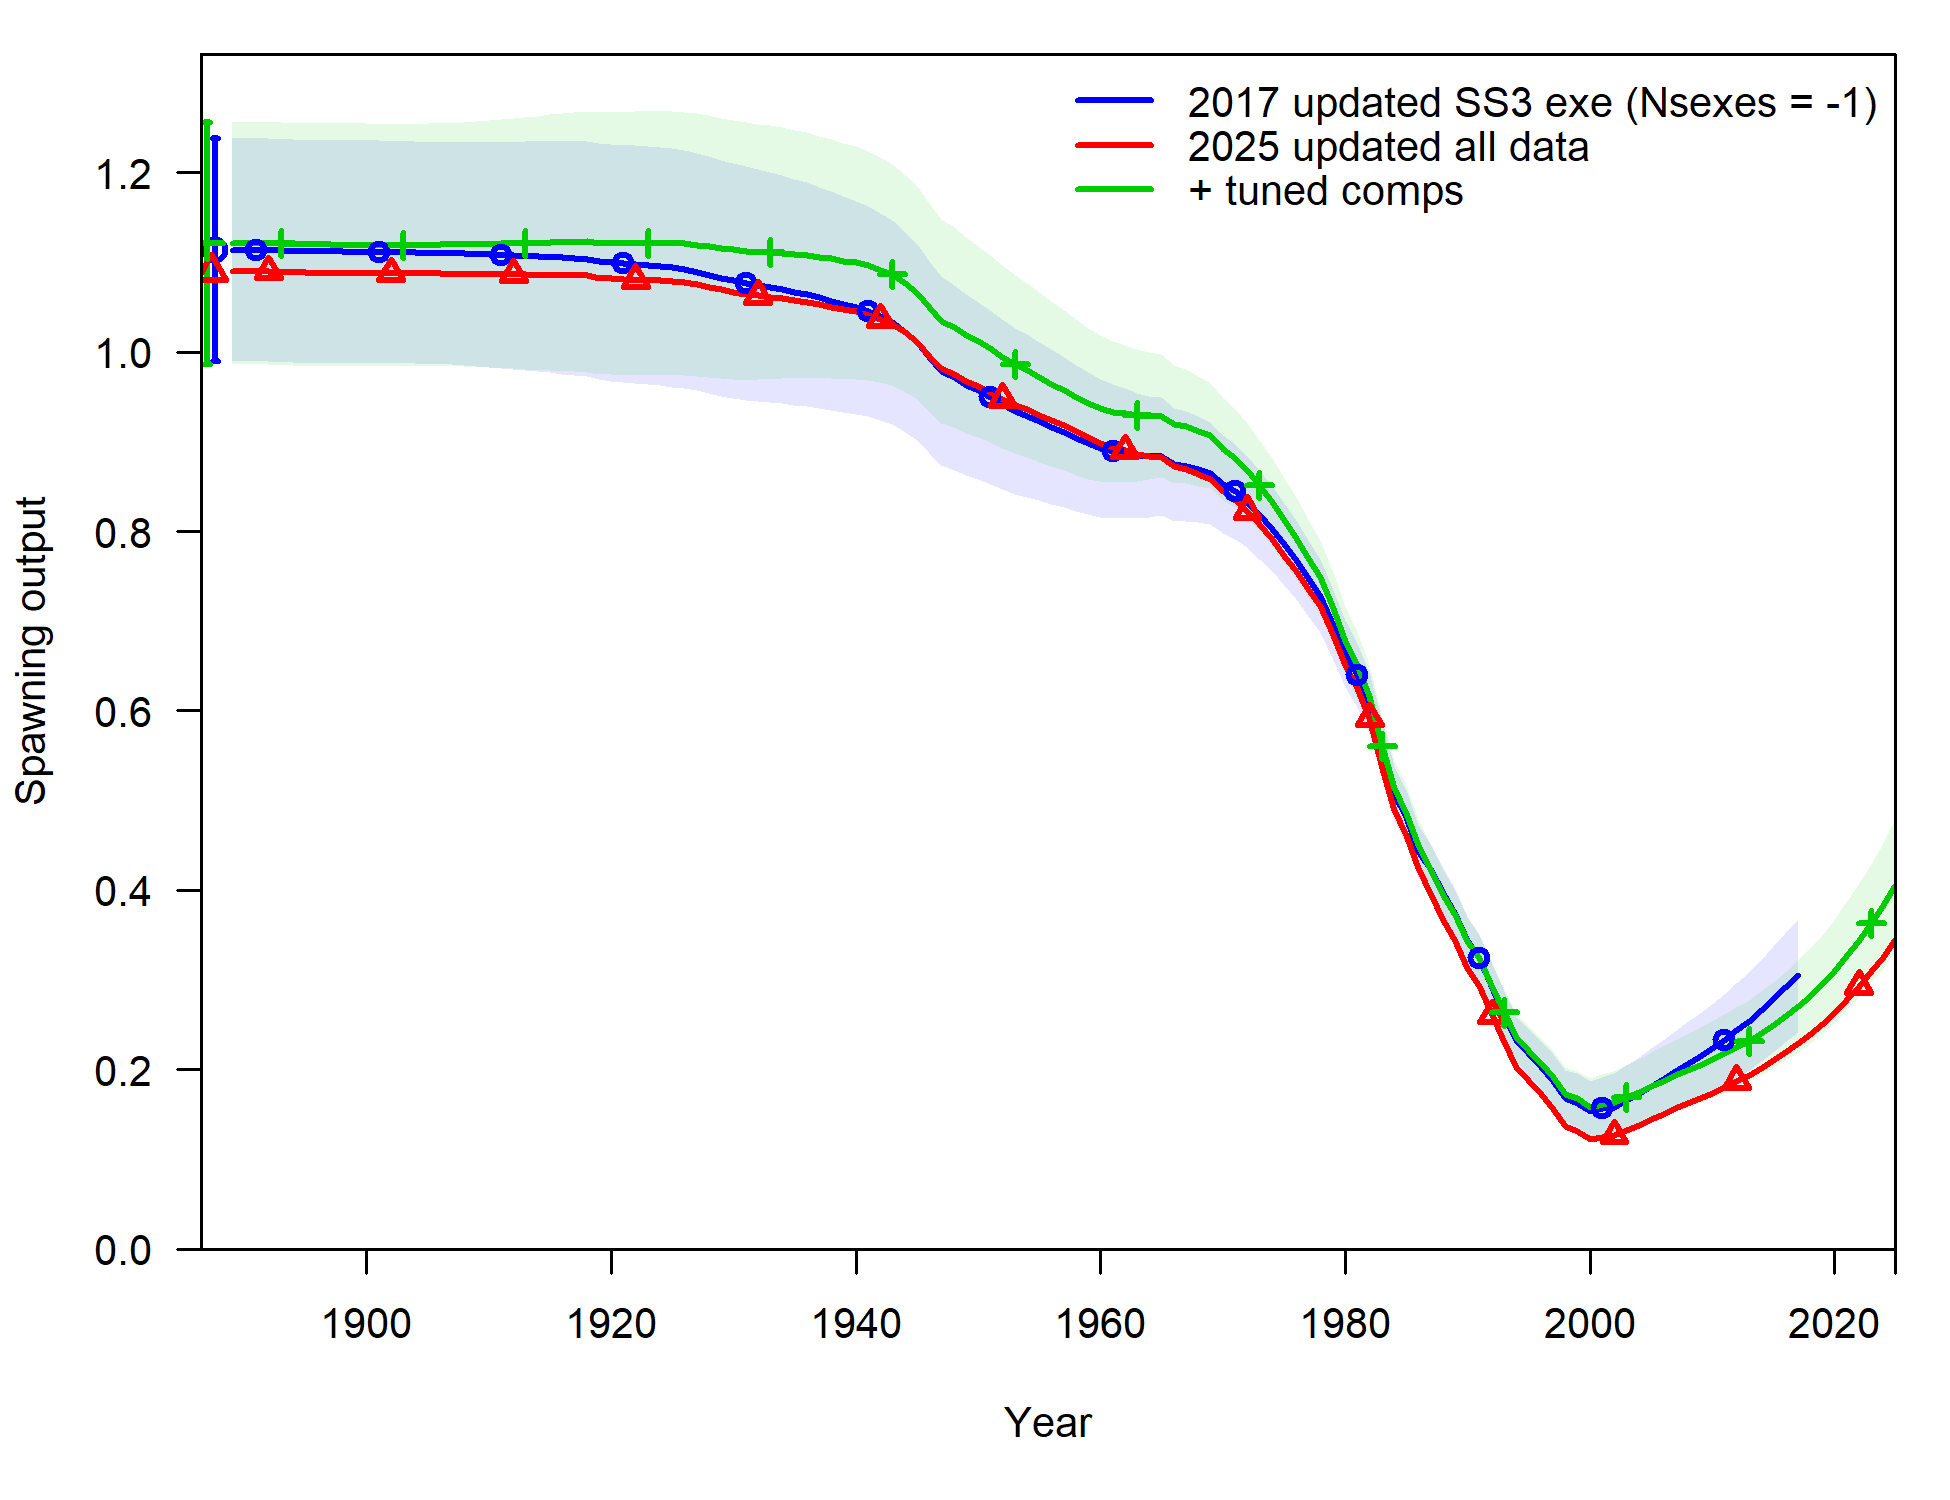 2017 updated SS3 exe (Nsexes = -1)
2025 updated all data
+ tuned comps
Spawning output
1.2
1.0
0.8
0.6
0.4
0.2
0.0
1900 1920 1940 1960 1980 2000 2020
Year